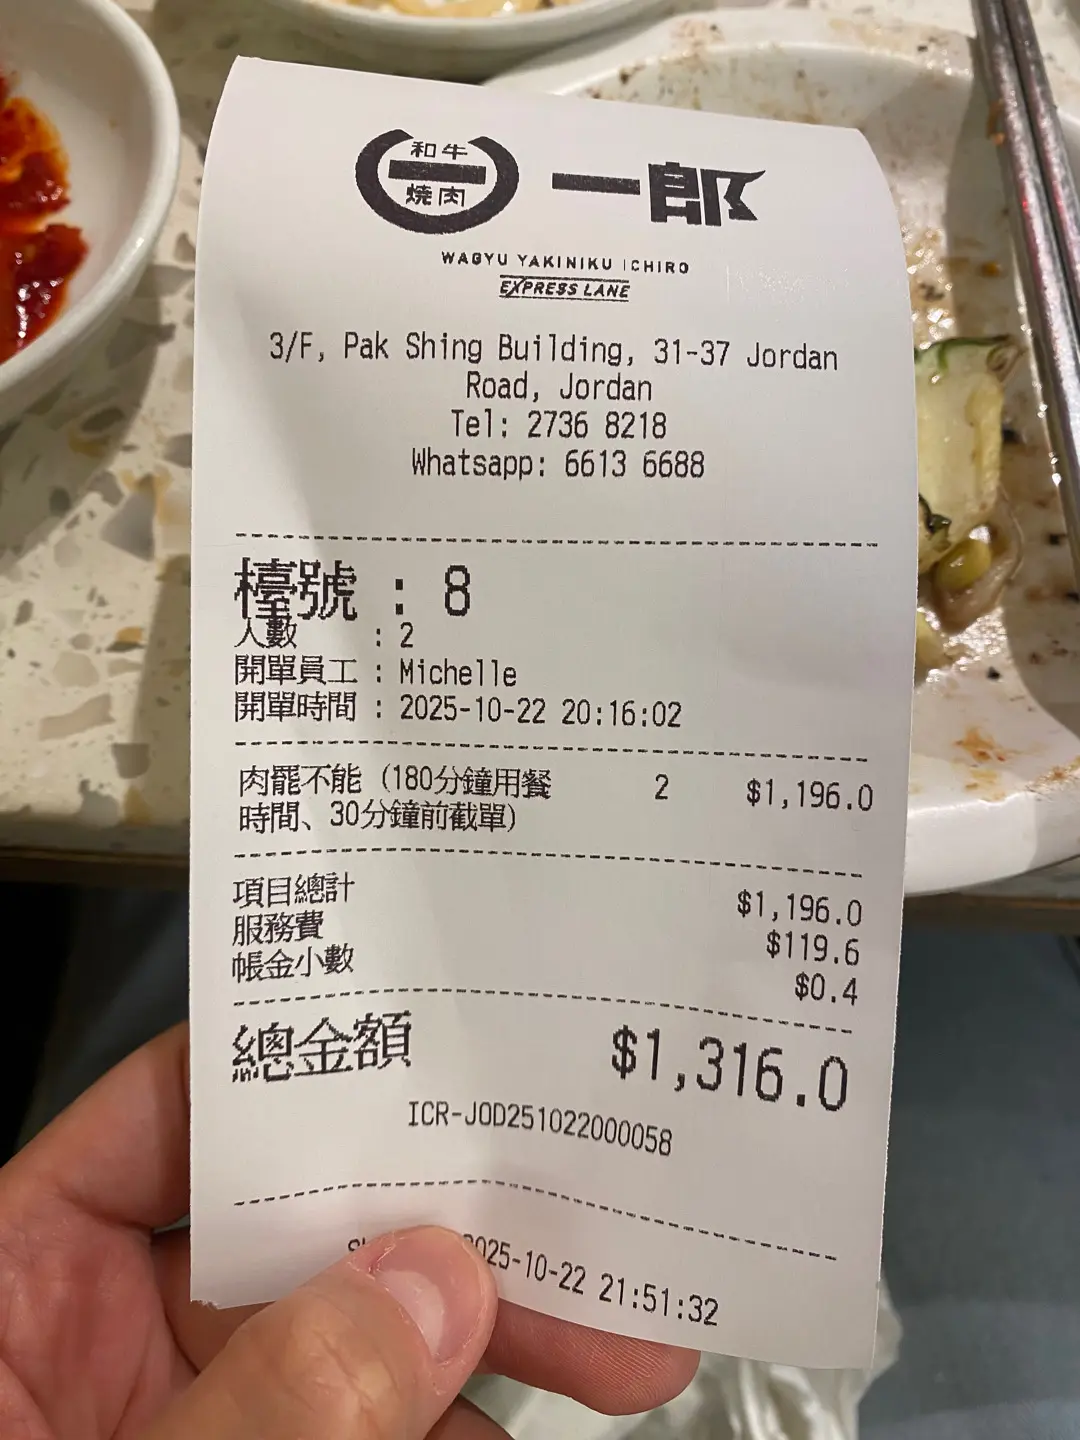 和牛
一
燒肉
一郎
WAGYU YAKINIKU ICHIRO
EXPRESS LANE
3/F, Pak Shing Building, 31-37 Jordan
Road, Jordan
Tel: 2736 8218
Whatsapp: 6613 6688
檯號 : 8
人數 : 2
開單員工 : Michelle
開單時間 : 2025-10-22 20:16:02
肉罷不能 (180分鐘用餐 2 $1,196.0
時間、30分鐘前截單)
項目總計 $1,196.0
服務費 $119.6
帳金小數 $0.4
總金額 $1,316.0
ICR-JOD251022000058
2025-10-22 21:51:32